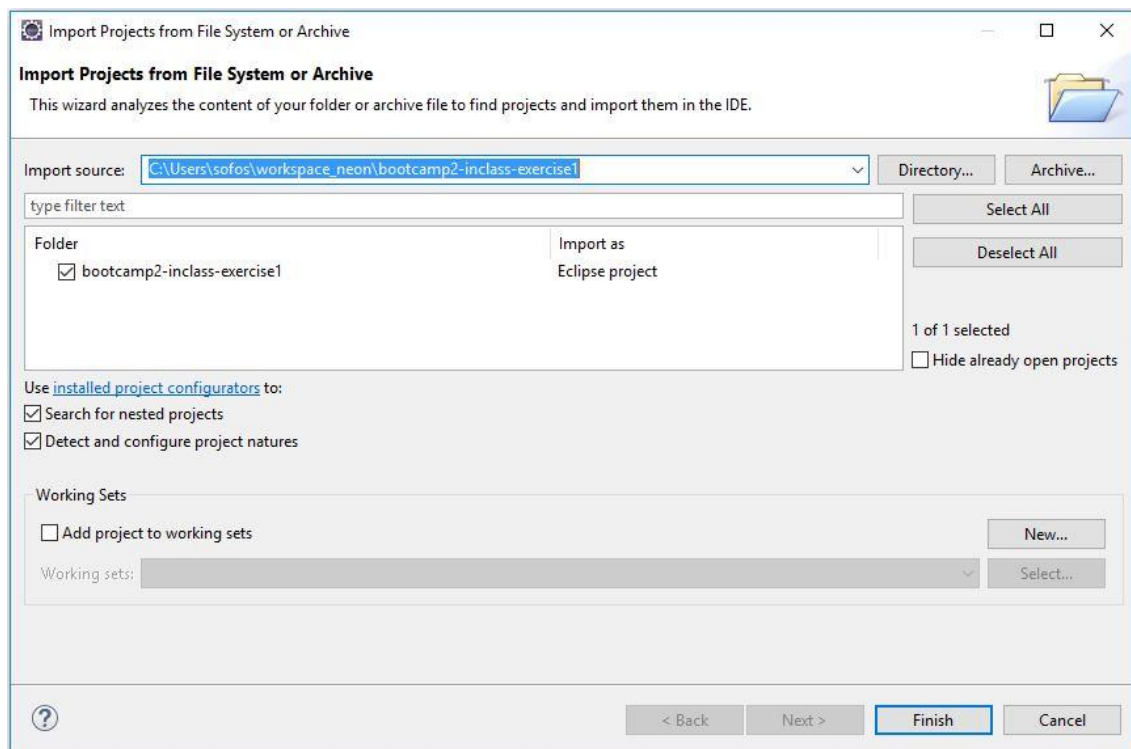 Import Projects from File System or Archive
Import Projects from File System or Archive
This wizard analyzes the content of your folder or archive file to find projects and import them in the IDE.
Import source: C:\Users\sofos\workspace_neon\bootcamp2-inclass-exercise1 Directory... Archive...
type filter text Select All
Folder Import as Deselect All
bootcamp2-inclass-exercise1 Eclipse project
1 of 1 selected
Hide already open projects
Use installed project configurators to:
Search for nested projects
Detect and configure project natures
Working Sets
Add project to working sets New...
Working sets: Select...
? < Back Next > Finish Cancel